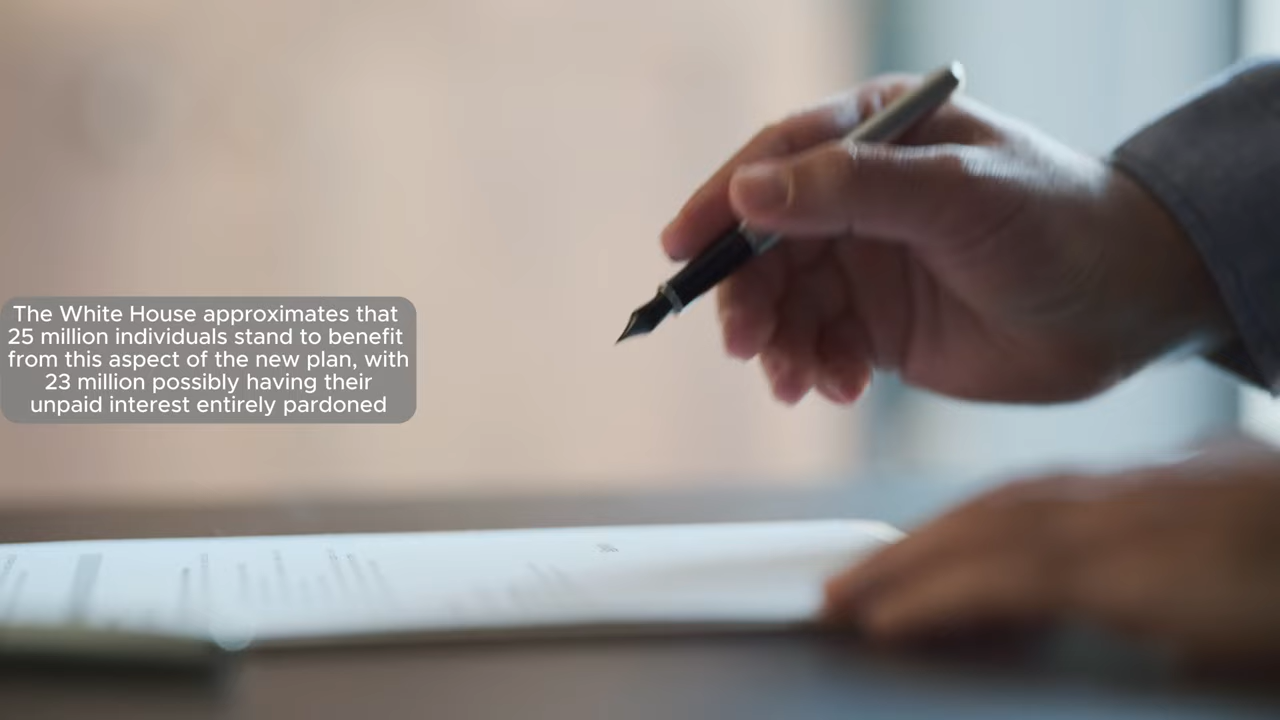 The White House approximates that
25 million individuals stand to benefit
from this aspect of the new plan, with
23 million possibly having their
unpaid interest entirely pardoned